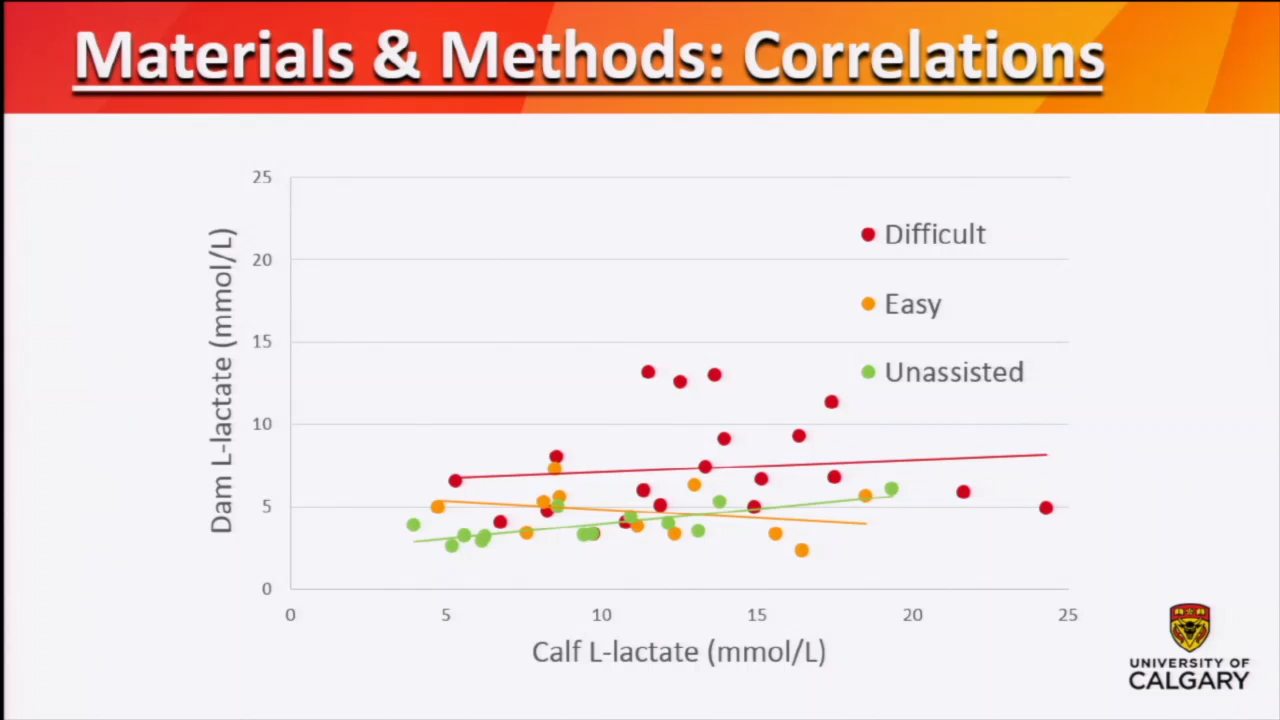 Materials & Methods: Correlations
25
20
15
10
5
0
Dam L-lactate (mmol/L)
Difficult
Easy
Unassisted
0 5 10 15 20 25
Calf L-lactate (mmol/L)
UNIVERSITY OF
CALGARY